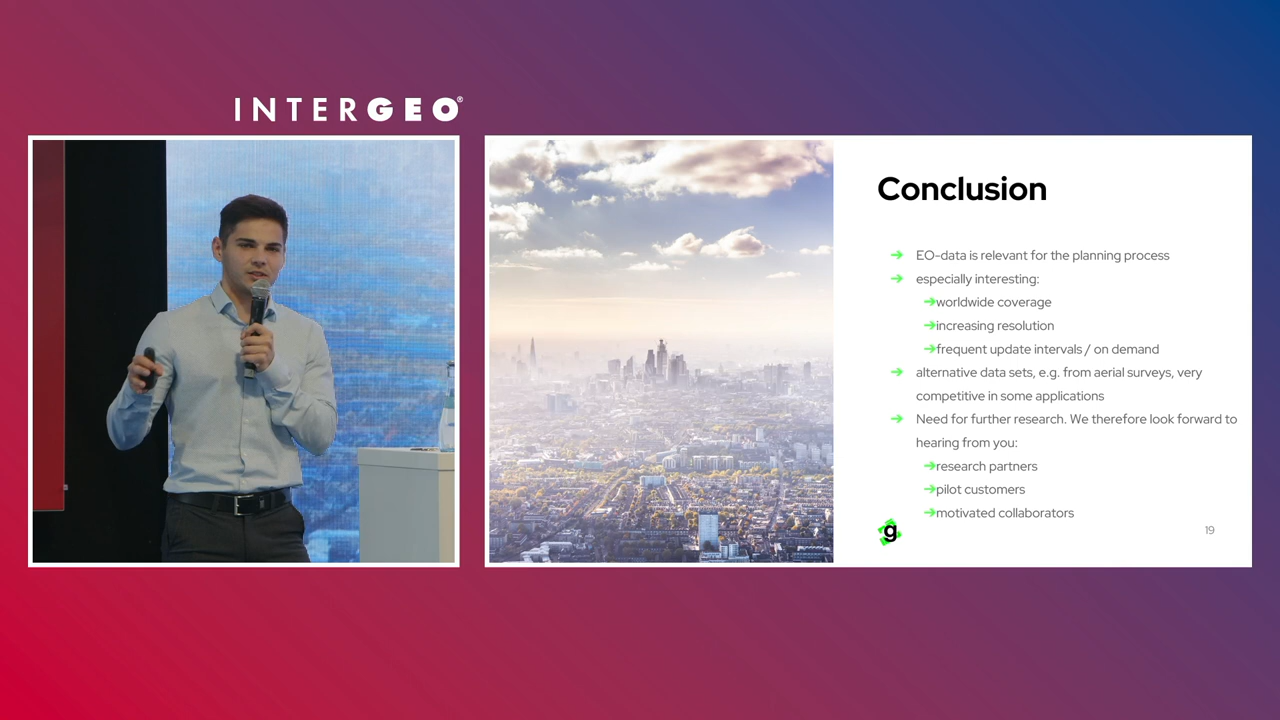 INTERGEO®
Conclusion
➔ EO-data is relevant for the planning process
➔ especially interesting:
➔worldwide coverage
➔increasing resolution
➔frequent update intervals / on demand
➔ alternative data sets, e.g. from aerial surveys, very
competitive in some applications
➔ Need for further research. We therefore look forward to
hearing from you:
➔research partners
➔pilot customers
➔motivated collaborators
g
19